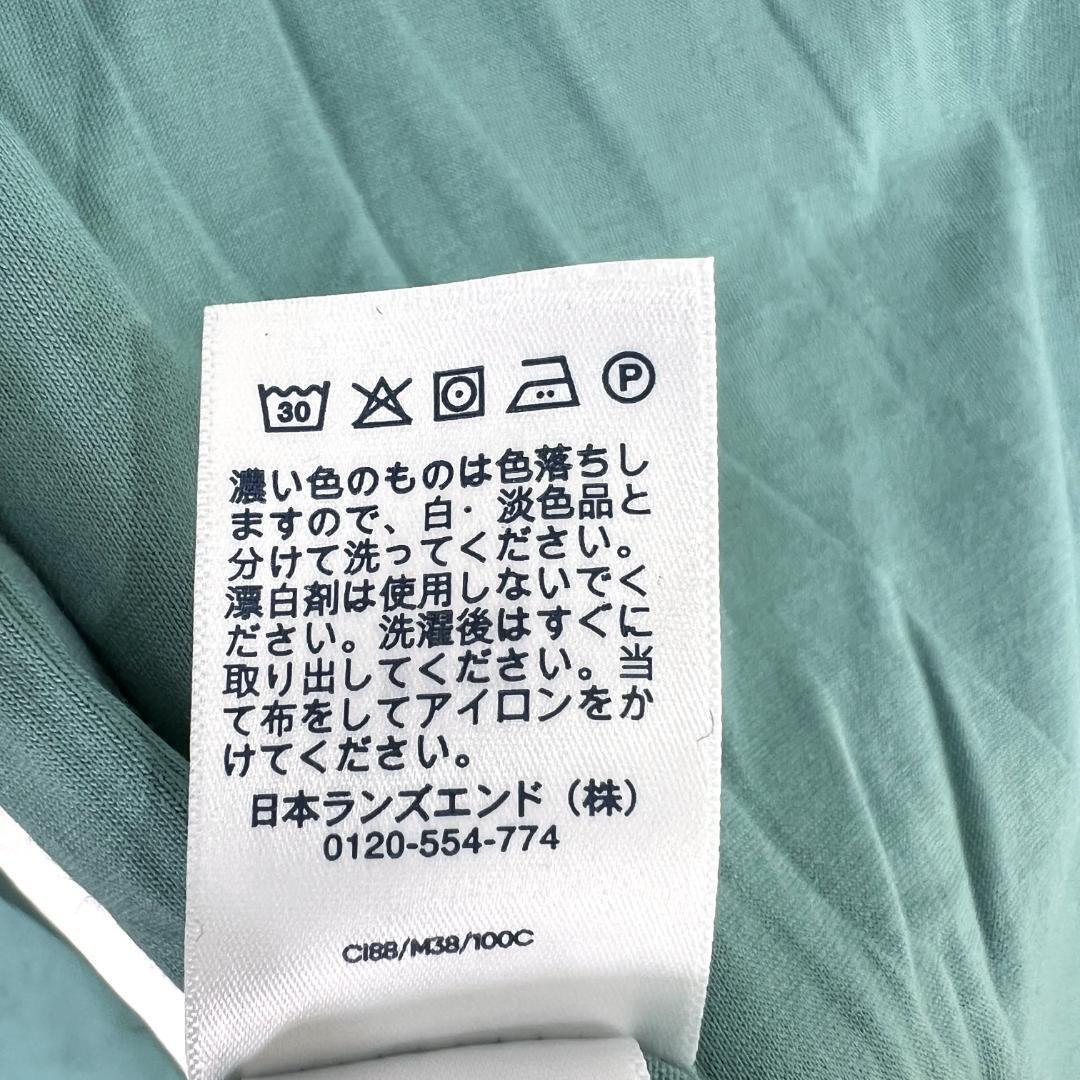 30 P
濃い色のものは色落ちし
ますので、白・淡色品と
分けて洗ってください。
漂白剤は使用しないでく
ださい。洗濯後はすぐに
取り出してください。当
て布をしてアイロンをか
けてください。
日本ランズエンド（株）
0120-554-774
CI88/M38/100C